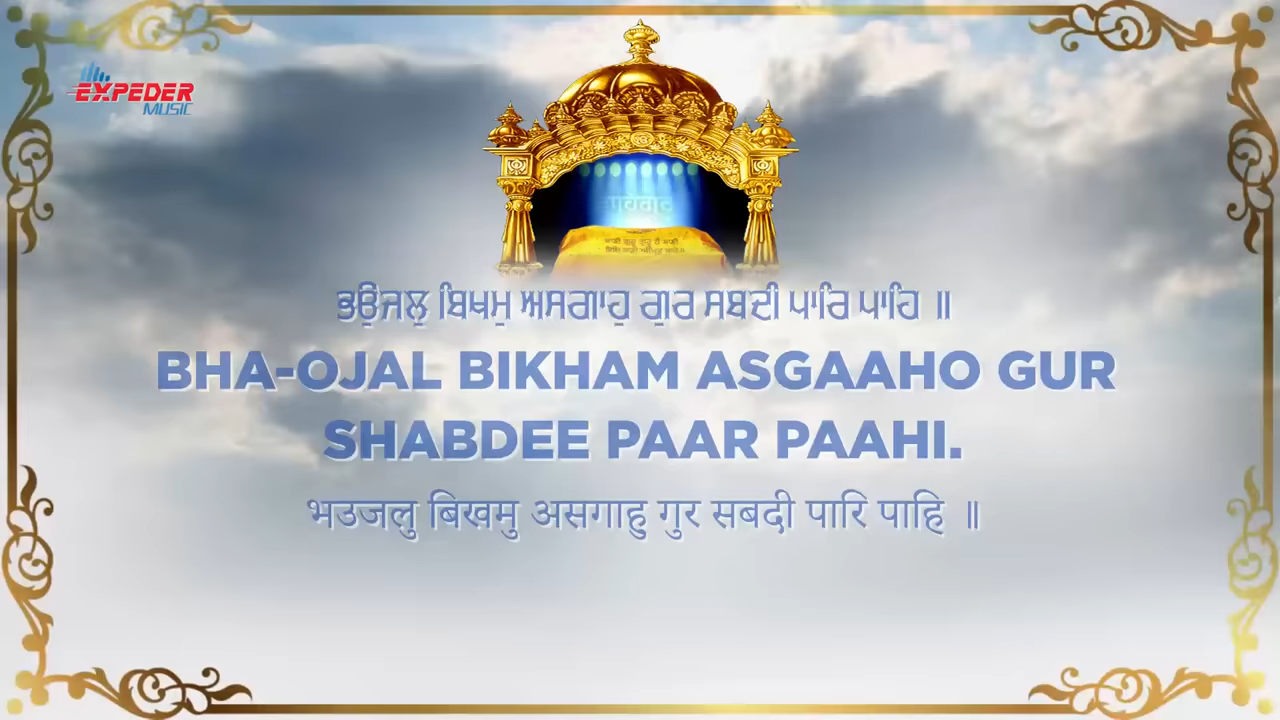 EXPEDER
MUSIC
ਭਉਜਲੁ ਬਿਖਮੁ ਅਸਗਾਹੁ ਗੁਰ ਸਬਦੀ ਪਾਰਿ ਪਾਹਿ ॥
BHA-OJAL BIKHAM ASGAAHO GUR
SHABDEE PAAR PAAHI.
भउजलु बिखमु असगाहु गुर सबदी पारि पाहि ॥